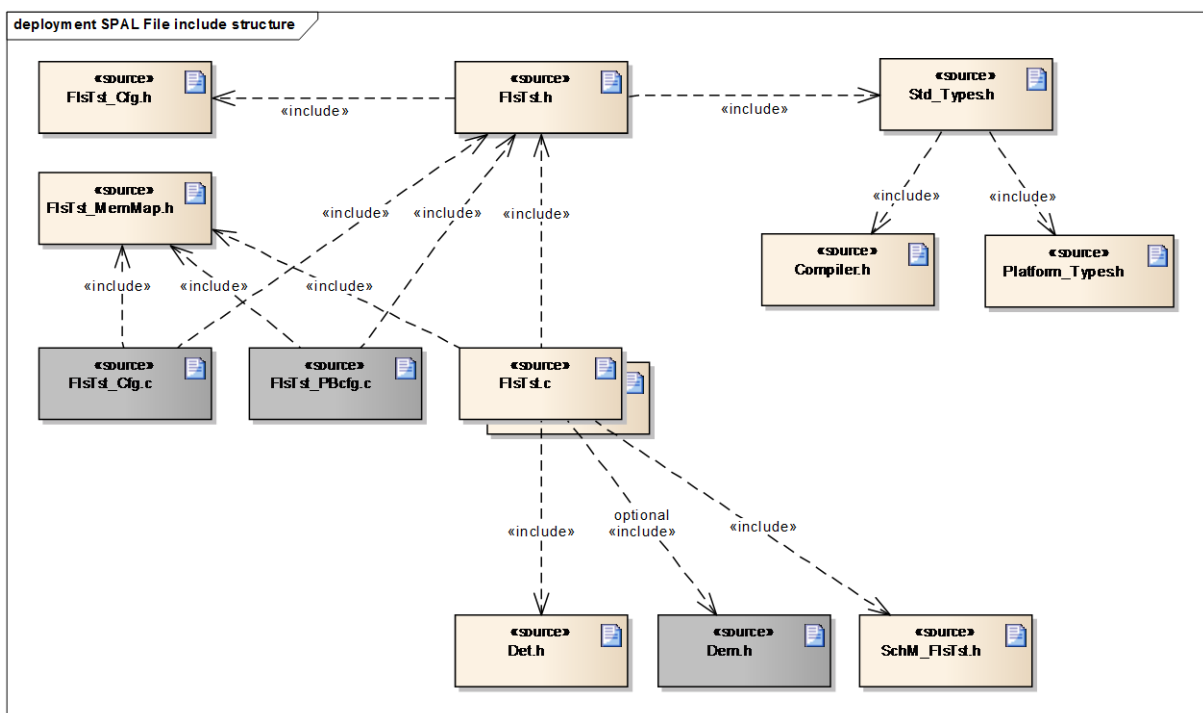 deployment SPAL File include structure
«source»
FlsTst_Cfg.h
«source»
FlsTst.h
«source»
Std_Types.h
«include»
«include»
«source»
FlsTst_MemMap.h
«include»
«include»
«include»
«include»
«include»
«source»
Compiler.h
«source»
Platform_Types.h
«include»
«include»
«include»
«source»
FlsTst_Cfg.c
«source»
FlsTst_PBcfg.c
«source»
FlsTst.c
optional
«include»
«include»
«include»
«source»
Det.h
«source»
Dem.h
«source»
SchM_FlsTst.h